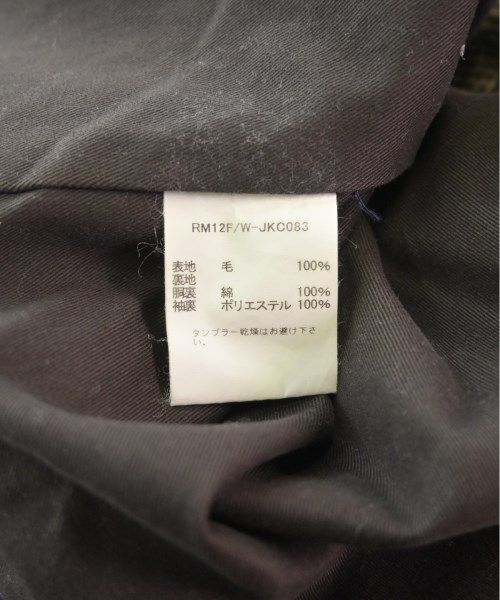 RM12F/W-JKC083
表地 毛 100%
裏地
胴裏 綿 100%
袖裏 ポリエステル 100%
タンブラー乾燥はお避け下さ
い。